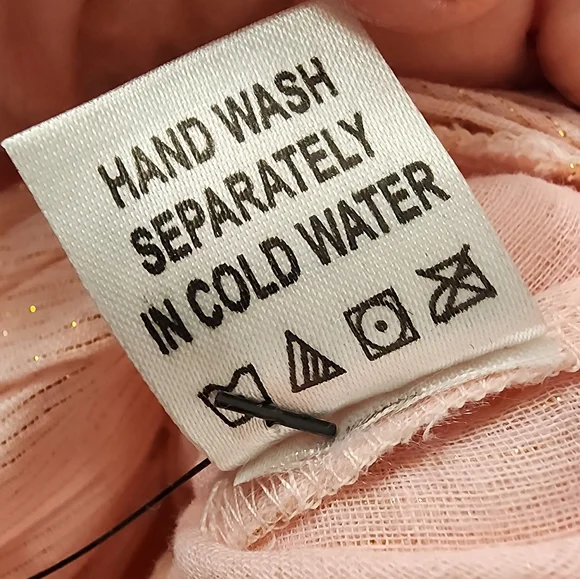 HAND WASH
SEPARATELY
IN COLD WATER